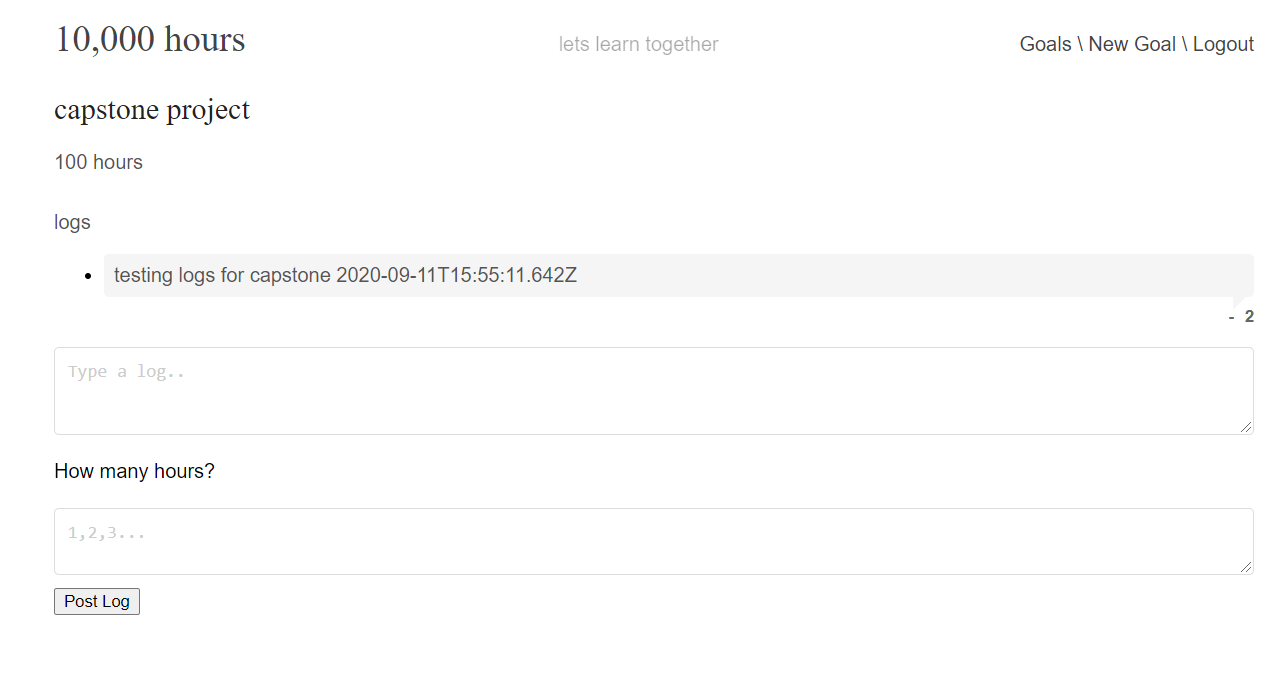 10,000 hours
lets learn together
Goals \ New Goal \ Logout
capstone project
100 hours
logs
testing logs for capstone 2020-09-11T15:55:11.642Z
- 2
Type a log..
How many hours?
1,2,3...
Post Log